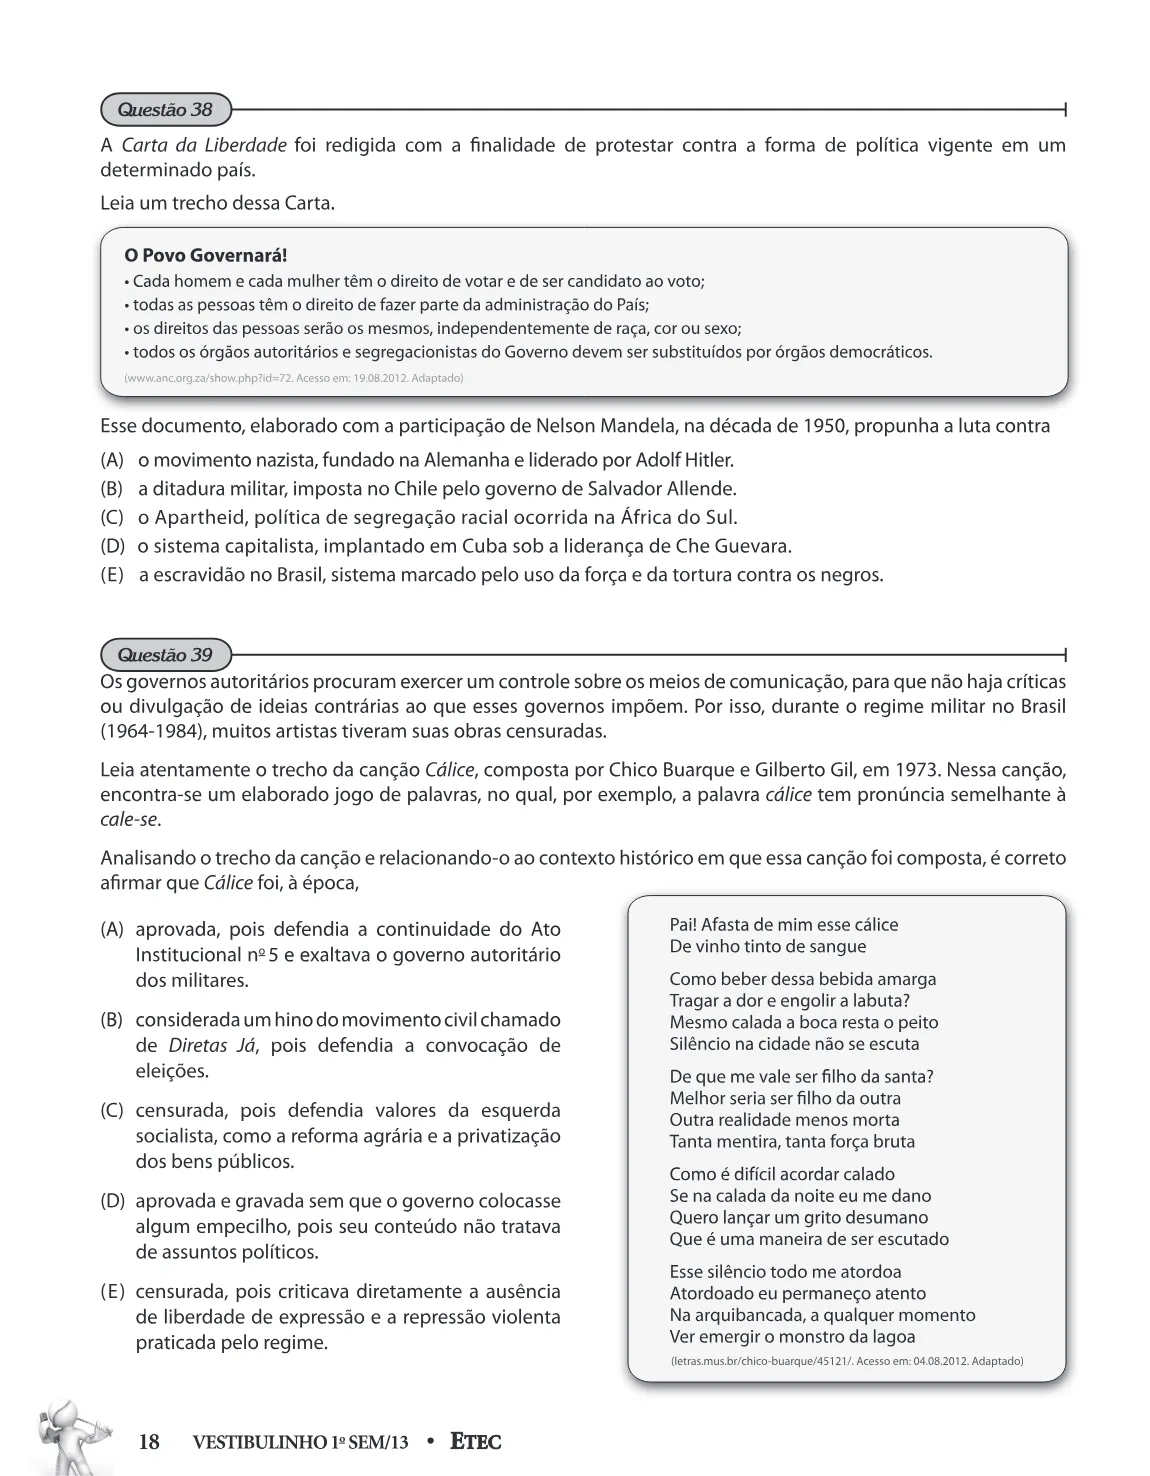 Questão 38
A Carta da Liberdade foi redigida com a finalidade de protestar contra a forma de política vigente em um
determinado país.
Leia um trecho dessa Carta.
O Povo Governará!
• Cada homem e cada mulher têm o direito de votar e de ser candidato ao voto;
• todas as pessoas têm o direito de fazer parte da administração do País;
• os direitos das pessoas serão os mesmos, independentemente de raça, cor ou sexo;
• todos os órgãos autoritários e segregacionistas do Governo devem ser substituídos por órgãos democráticos.
(www.anc.org.za/show.php?id=72. Acesso em: 19.08.2012. Adaptado)
Esse documento, elaborado com a participação de Nelson Mandela, na década de 1950, propunha a luta contra
(A) o movimento nazista, fundado na Alemanha e liderado por Adolf Hitler.
(B) a ditadura militar, imposta no Chile pelo governo de Salvador Allende.
(C) o Apartheid, política de segregação racial ocorrida na África do Sul.
(D) o sistema capitalista, implantado em Cuba sob a liderança de Che Guevara.
(E) a escravidão no Brasil, sistema marcado pelo uso da força e da tortura contra os negros.
Questão 39
Os governos autoritários procuram exercer um controle sobre os meios de comunicação, para que não haja críticas
ou divulgação de ideias contrárias ao que esses governos impõem. Por isso, durante o regime militar no Brasil
(1964-1984), muitos artistas tiveram suas obras censuradas.
Leia atentamente o trecho da canção Cálice, composta por Chico Buarque e Gilberto Gil, em 1973. Nessa canção,
encontra-se um elaborado jogo de palavras, no qual, por exemplo, a palavra cálice tem pronúncia semelhante à
cale-se.
Analisando o trecho da canção e relacionando-o ao contexto histórico em que essa canção foi composta, é correto
afirmar que Cálice foi, à época,
(A) aprovada, pois defendia a continuidade do Ato
Institucional nº 5 e exaltava o governo autoritário
dos militares.
(B) considerada um hino do movimento civil chamado
de Diretas Já, pois defendia a convocação de
eleições.
(C) censurada, pois defendia valores da esquerda
socialista, como a reforma agrária e a privatização
dos bens públicos.
(D) aprovada e gravada sem que o governo colocasse
algum empecilho, pois seu conteúdo não tratava
de assuntos políticos.
(E) censurada, pois criticava diretamente a ausência
de liberdade de expressão e a repressão violenta
praticada pelo regime.
Pai! Afasta de mim esse cálice
De vinho tinto de sangue
Como beber dessa bebida amarga
Tragar a dor e engolir a labuta?
Mesmo calada a boca resta o peito
Silêncio na cidade não se escuta
De que me vale ser filho da santa?
Melhor seria ser filho da outra
Outra realidade menos morta
Tanta mentira, tanta força bruta
Como é difícil acordar calado
Se na calada da noite eu me dano
Quero lançar um grito desumano
Que é uma maneira de ser escutado
Esse silêncio todo me atordoa
Atordoado eu permaneço atento
Na arquibancada, a qualquer momento
Ver emergir o monstro da lagoa
(letras.mus.br/chico-buarque/45121/. Acesso em: 04.08.2012. Adaptado)
18 VESTIBULINHO 1º SEM/13 • ETEC